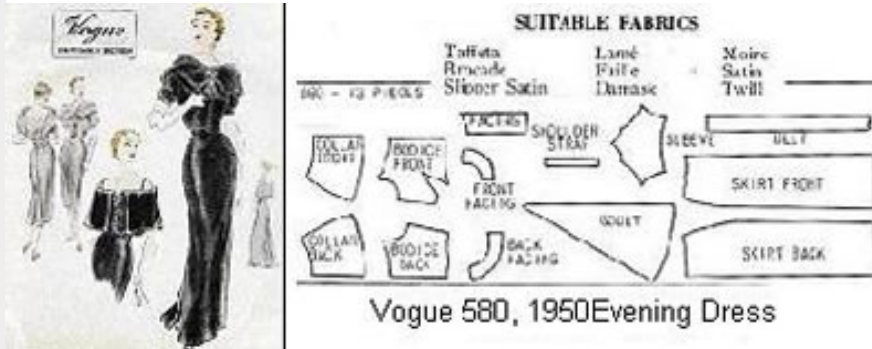 Vogue
SUITABLE FABRICS
Taffeta Lamé Moire
Brocade Faille Satin
Slipper Satin Damask Twill
580 - 13 PIECES
FACING
COLLAR
BODICE
FRONT
SHOULDER
STRAP
SLEEVE
BELT
FRONT
FACING
SKIRT FRONT
COLLAR
BACK
BODICE
BACK
BACK
FACING
SKIRT BACK
Vogue 580, 1950Evening Dress